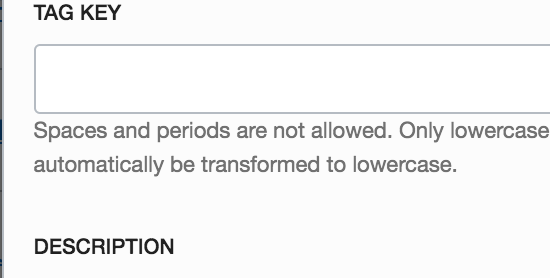 TAG KEY
Spaces and periods are not allowed. Only lowercase
automatically be transformed to lowercase.
DESCRIPTION